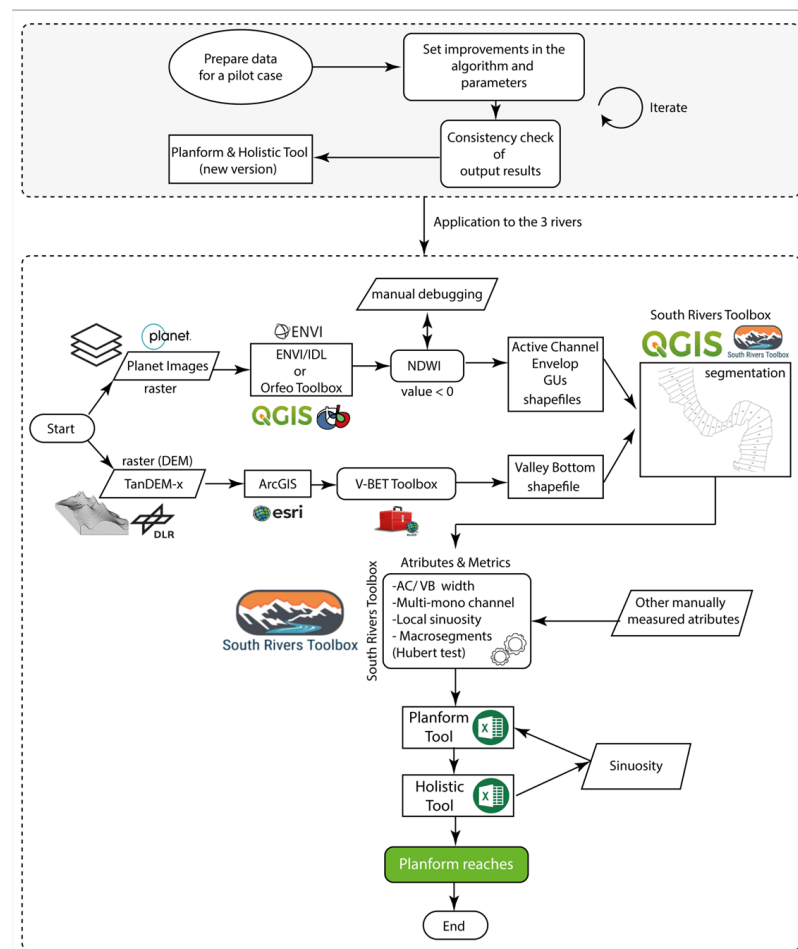 Prepare data
for a pilot case
Set improvements in the
algorithm and
parameters
Iterate
Consistency check
of
output results
Planform & Holistic Tool
(new version)
Application to the 3 rivers
manual debugging
planet.
ENVI
Planet Images
raster
ENVI/IDL
or
Orfeo Toolbox
QGIS
NDWI
value < 0
Active Channel
Envelop
GUs
shapefiles
South Rivers Toolbox
QGIS
South Rivers Toolbox
segmentation
Start
raster (DEM)
TanDEM-x
DLR
ArcGIS
esri
V-BET Toolbox
Valley Bottom
shapefile
Atributes & Metrics
South Rivers Toolbox
-AC/ VB width
-Multi-mono channel
-Local sinuosity
- Macrosegments
(Hubert test)
South Rivers Toolbox
Other manually
measured atributes
Planform
Tool
X
Holistic
Tool
X
Sinuosity
Planform reaches
End